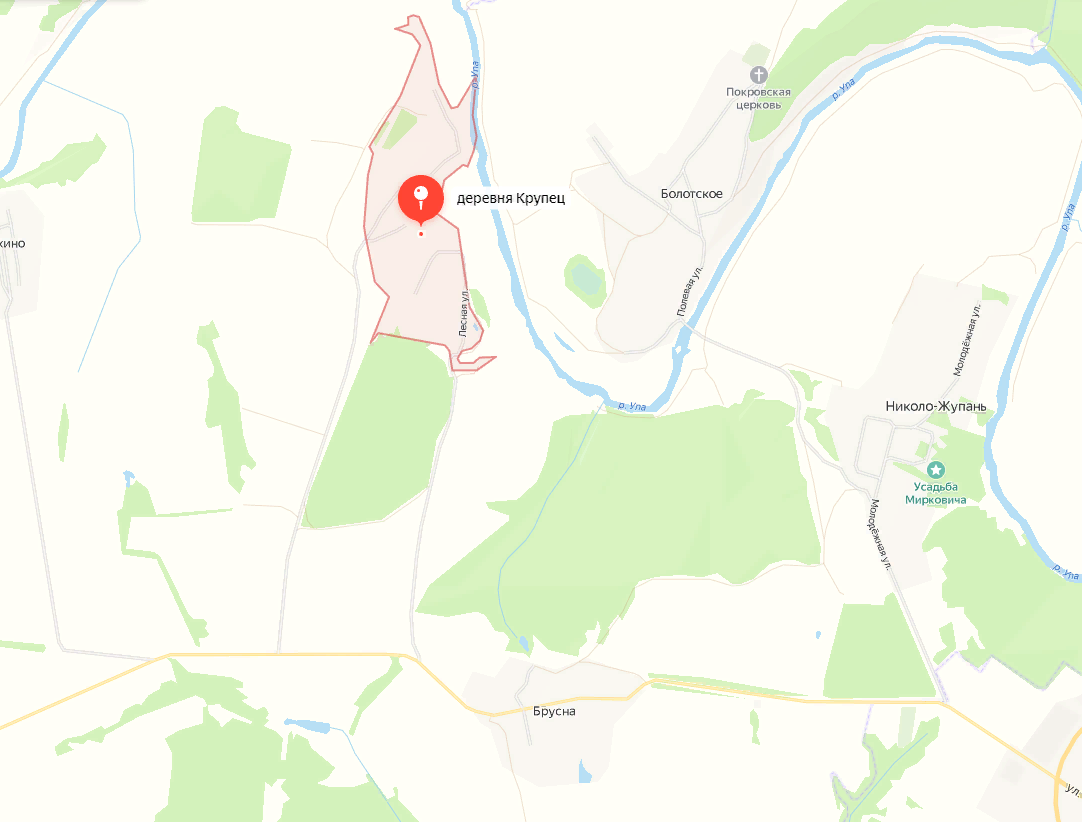 р. Упа
Покровская
церковь
р. Упа
деревня Крупец
Болотское
р. Упа
кино
Полевая ул.
Лесная ул.
Молодёжная ул.
р. Упа
Николо-Жупань
Усадьба
Мирковича
Молодёжная ул.
р. Упа
Брусна
ул.